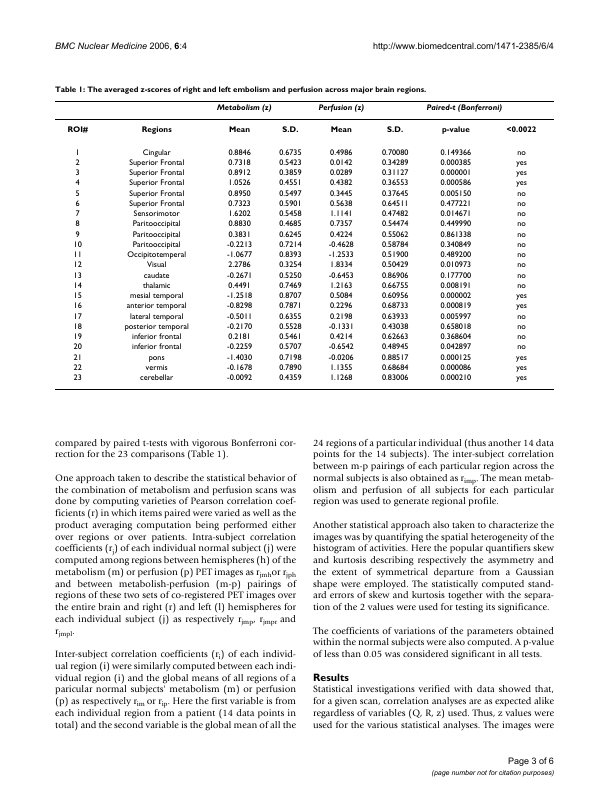 BMC Nuclear Medicine 2006, 6:4 http://www.biomedcentral.com/1471-2385/6/4
Table 1: The averaged z-scores of right and left embolism and perfusion across major brain regions.
Metabolism (z) Perfusion (z) Paired-t (Bonferroni)
ROI# Regions Mean S.D. Mean S.D. p-value <0.0022
1 Cingular 0.8846 0.6735 0.4986 0.70080 0.149366 no
2 Superior Frontal 0.7318 0.5423 0.0142 0.34289 0.000385 yes
3 Superior Frontal 0.8912 0.3859 0.0289 0.31127 0.000001 yes
4 Superior Frontal 1.0526 0.4551 0.4382 0.36553 0.000586 yes
5 Superior Frontal 0.8950 0.5497 0.3445 0.37645 0.005150 no
6 Superior Frontal 0.7323 0.5901 0.5638 0.64511 0.477221 no
7 Sensorimotor 1.6202 0.5458 1.1141 0.47482 0.014671 no
8 Paritooccipital 0.8830 0.4685 0.7357 0.54474 0.449990 no
9 Paritooccipital 0.3831 0.6245 0.4224 0.55062 0.861338 no
10 Paritooccipital -0.2213 0.7214 -0.4628 0.58784 0.340849 no
11 Occipitotemperal -1.0677 0.8393 -1.2533 0.51900 0.489200 no
12 Visual 2.2786 0.3254 1.8334 0.50429 0.010973 no
13 caudate -0.2671 0.5250 -0.6453 0.86906 0.177700 no
14 thalamic 0.4491 0.7469 1.2163 0.66755 0.008191 no
15 mesial temporal -1.2518 0.8707 0.5084 0.60956 0.000002 yes
16 anterior temporal -0.8298 0.7871 0.2296 0.68733 0.000819 yes
17 lateral temporal -0.5011 0.6355 0.2198 0.63933 0.005997 no
18 posterior temporal -0.2170 0.5528 -0.1331 0.43038 0.658018 no
19 inferior frontal 0.2181 0.5461 0.4214 0.62663 0.368604 no
20 inferior frontal -0.2259 0.5707 -0.6542 0.48945 0.042897 no
21 pons -1.4030 0.7198 -0.0206 0.88517 0.000125 yes
22 vermis -0.1678 0.7890 1.1355 0.68684 0.000086 yes
23 cerebellar -0.0092 0.4359 1.1268 0.83006 0.000210 yes
compared by paired t-tests with vigorous Bonferroni cor-
rection for the 23 comparisons (Table 1).
One approach taken to describe the statistical behavior of
the combination of metabolism and perfusion scans was
done by computing varieties of Pearson correlation coef-
ficients (r) in which items paired were varied as well as the
product averaging computation being performed either
over regions or over patients. Intra-subject correlation
coefficients (rj) of each individual normal subject (j) were
computed among regions between hemispheres (h) of the
metabolism (m) or perfusion (p) PET images as rjmhor rjph
and between metabolish-perfusion (m-p) pairings of
regions of these two sets of co-registered PET images over
the entire brain and right (r) and left (l) hemispheres for
each individual subject (j) as respectively rjmp, rjmpr and
rjmpl.
Inter-subject correlation coefficients (ri) of each individ-
ual region (i) were similarly computed between each indi-
vidual region (i) and the global means of all regions of a
paricular normal subjects' metabolism (m) or perfusion
(p) as respectively rim or rip. Here the first variable is from
each individual region from a patient (14 data points in
total) and the second variable is the global mean of all the
24 regions of a particular individual (thus another 14 data
points for the 14 subjects). The inter-subject correlation
between m-p pairings of each particular region across the
normal subjects is also obtained as rimp. The mean metab-
olism and perfusion of all subjects for each particular
region was used to generate regional profile.
Another statistical approach also taken to characterize the
images was by quantifying the spatial heterogeneity of the
histogram of activities. Here the popular quantifiers skew
and kurtosis describing respectively the asymmetry and
the extent of symmetrical departure from a Gaussian
shape were employed. The statistically computed stand-
ard errors of skew and kurtosis together with the separa-
tion of the 2 values were used for testing its significance.
The coefficients of variations of the parameters obtained
within the normal subjects were also computed. A p-value
of less than 0.05 was considered significant in all tests.
Results
Statistical investigations verified with data showed that,
for a given scan, correlation analyses are as expected alike
regardless of variables (Q, R, z) used. Thus, z values were
used for the various statistical analyses. The images were
Page 3 of 6
(page number not for citation purposes)